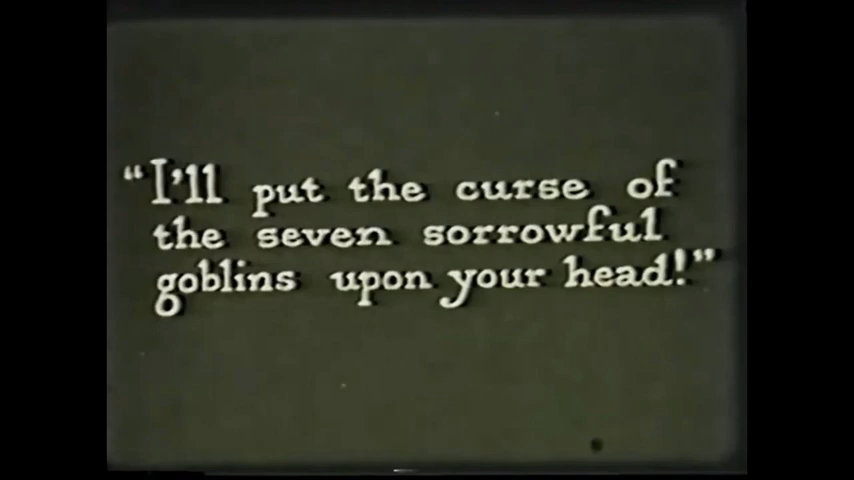 “I'll put the curse of
the seven sorrowful
goblins upon your head!”